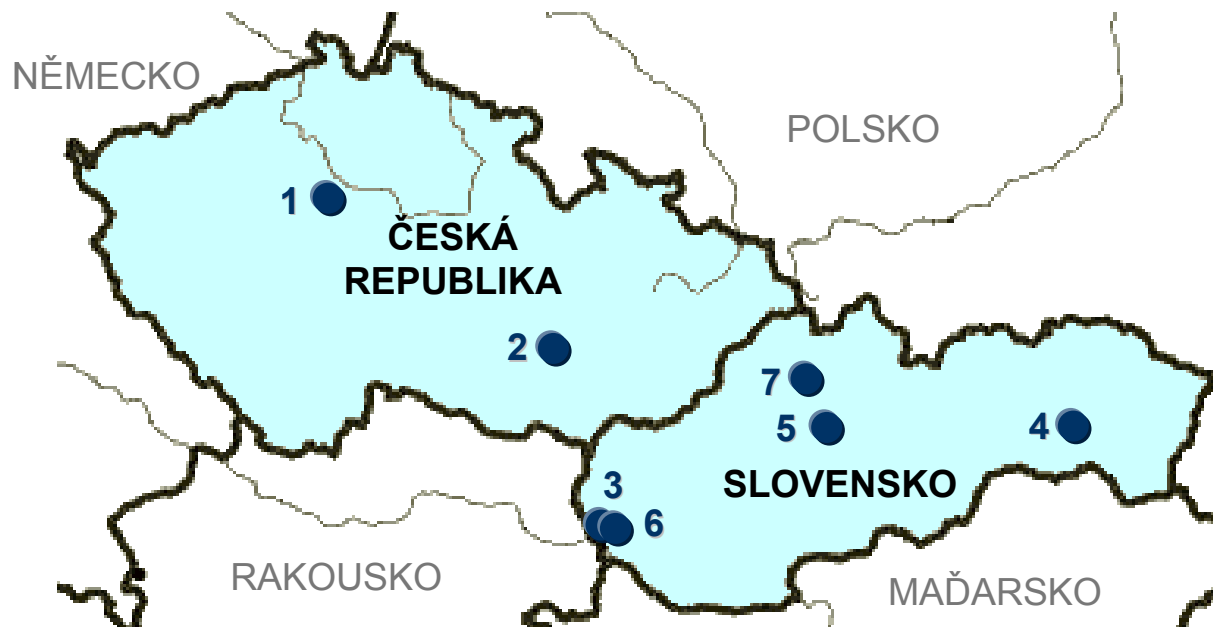 NĚMECKO
POLSKO
1
ČESKÁ
REPUBLIKA
2
7
5
4
SLOVENSKO
3
6
RAKOUSKO
MAĎARSKO